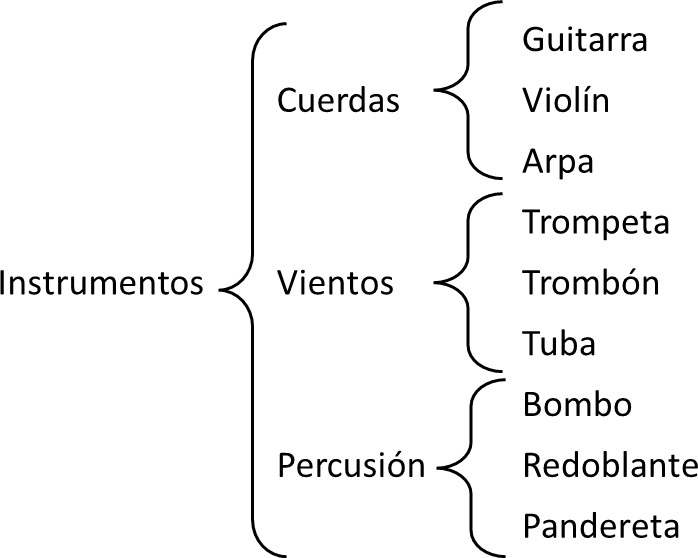 Instrumentos
Cuerdas
Guitarra
Violín
Arpa
Vientos
Trompeta
Trombón
Tuba
Percusión
Bombo
Redoblante
Pandereta